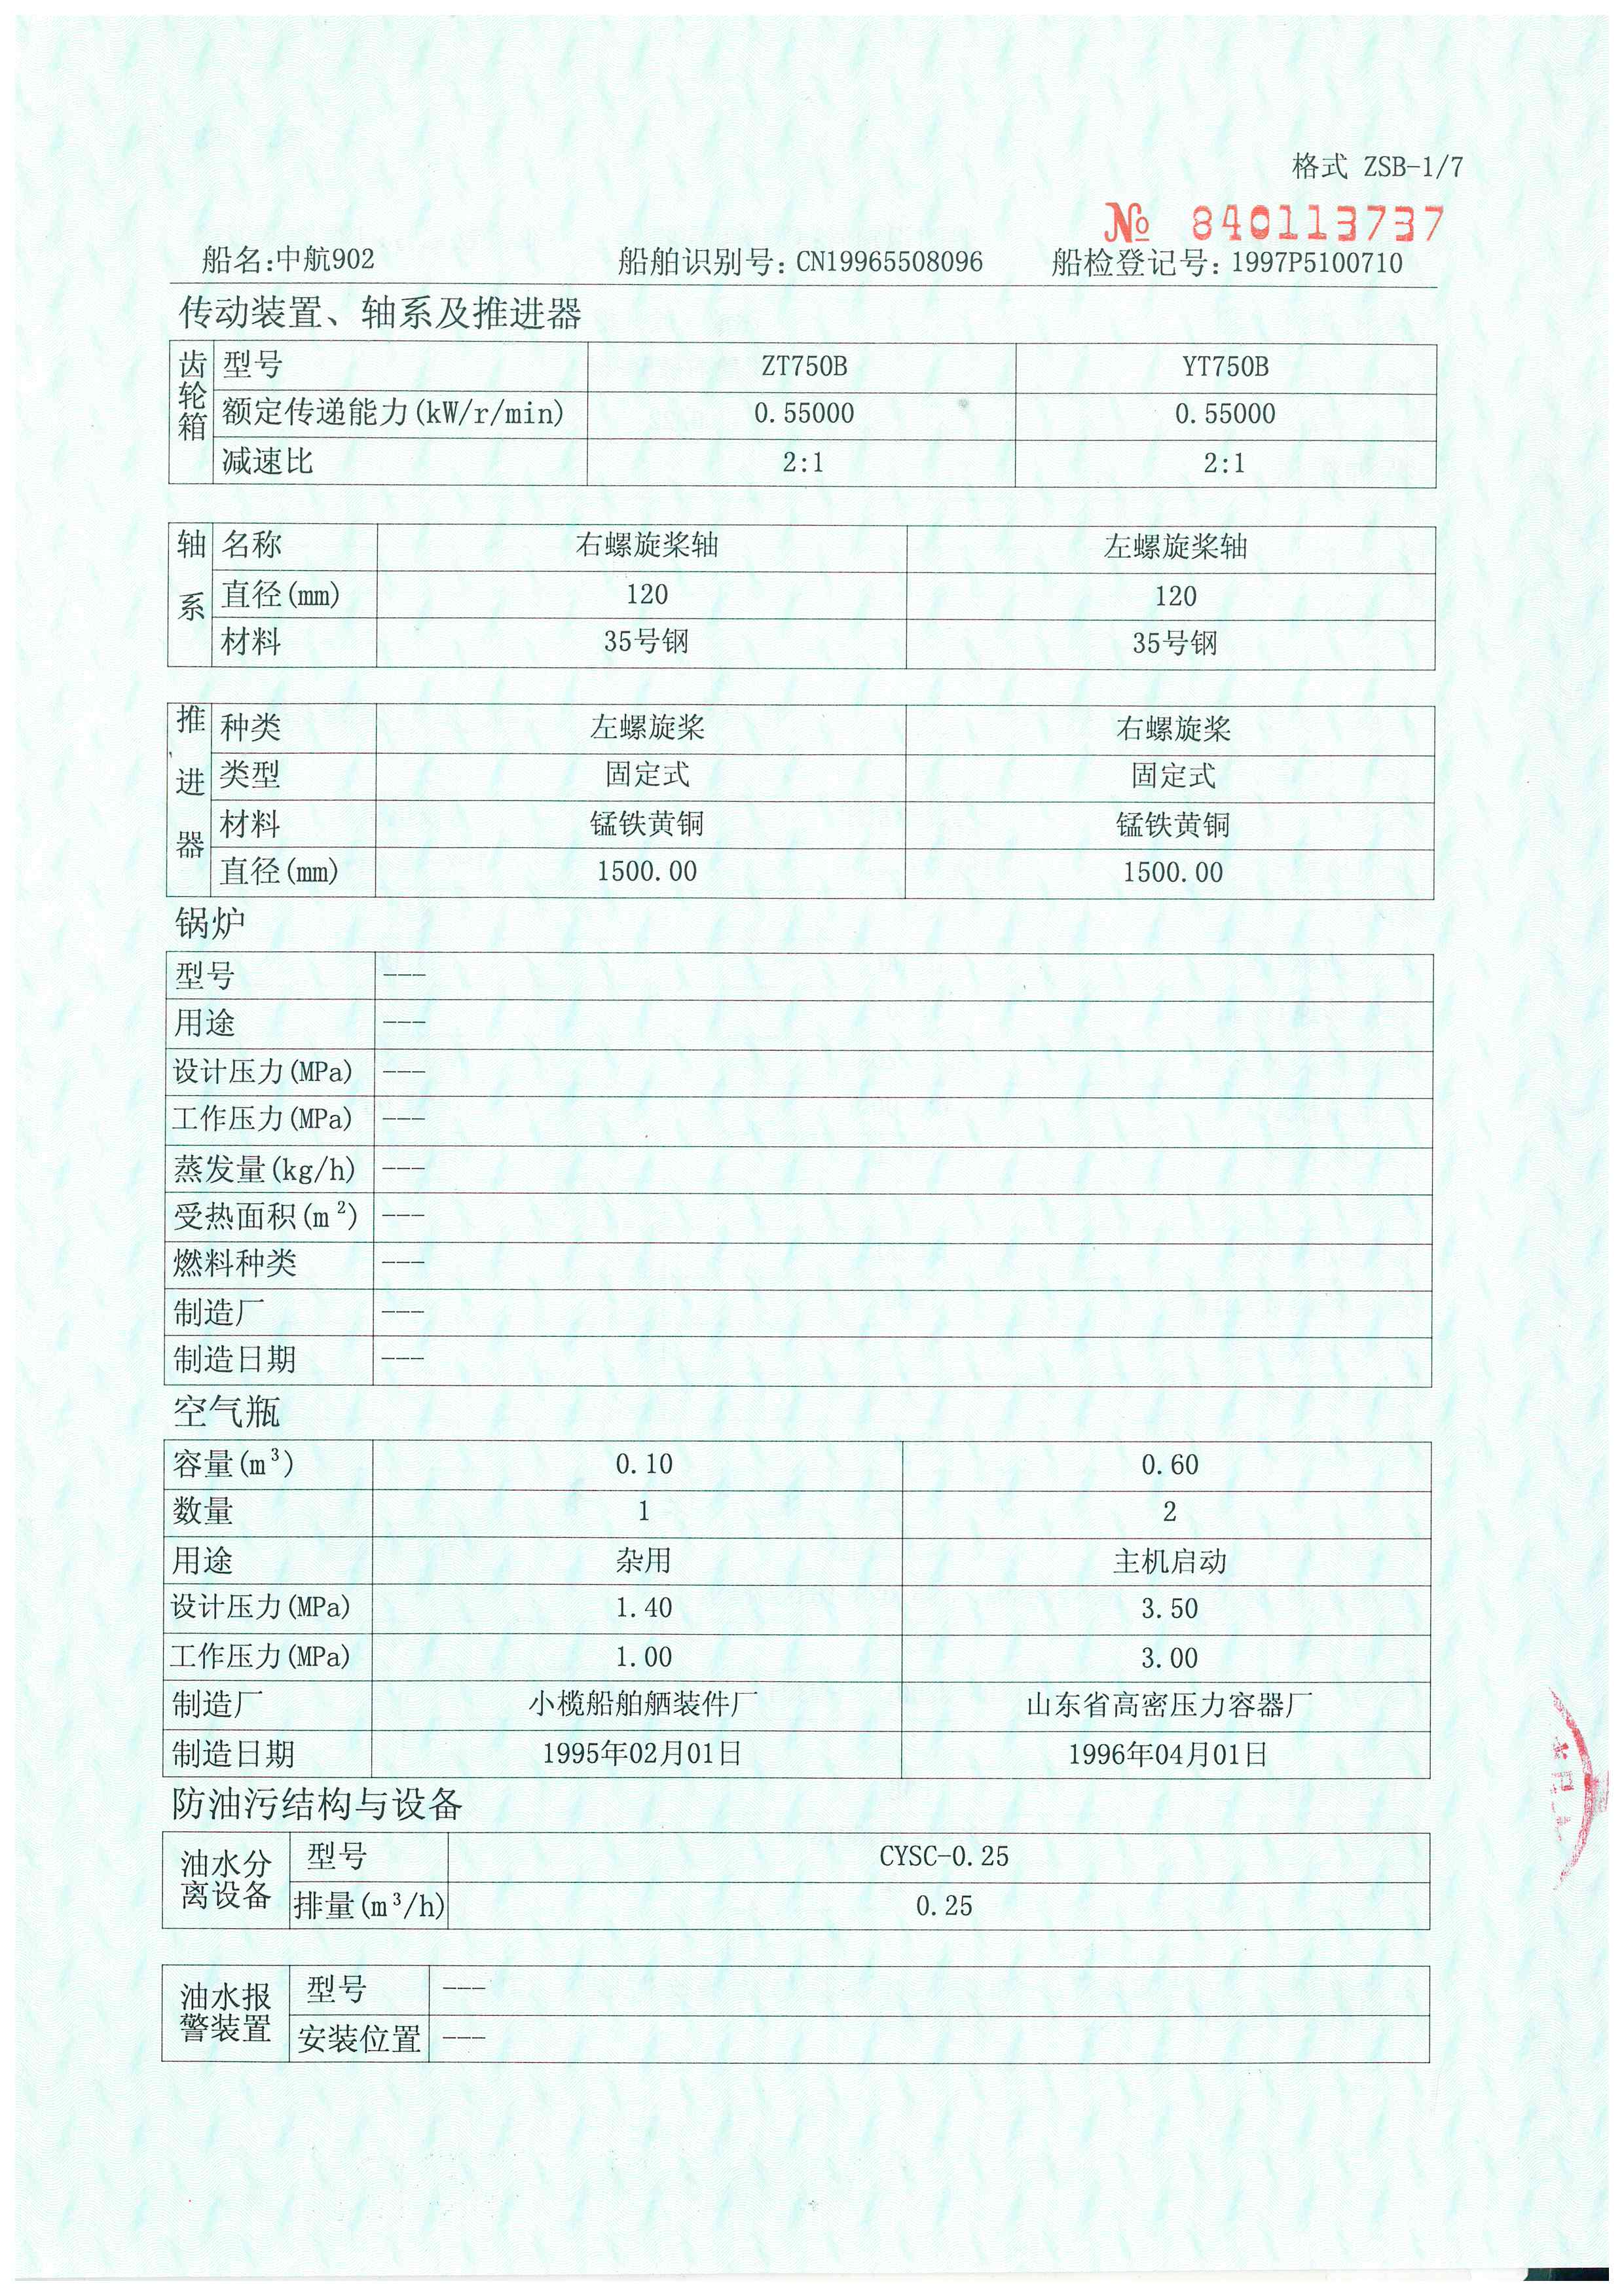 格式 ZSB-1/7
№ 840113737
船名:中航902 船舶识别号: CN19965508096 船检登记号: 1997P5100710
传动装置、轴系及推进器
齿轮箱
型号 ZT750B YT750B
额定传递能力(kW/r/min) 0.55000 0.55000
减速比 2:1 2:1
轴系
名称 右螺旋桨轴 左螺旋桨轴
直径(mm) 120 120
材料 35号钢 35号钢
推进器
种类 左螺旋桨 右螺旋桨
类型 固定式 固定式
材料 锰铁黄铜 锰铁黄铜
直径(mm) 1500.00 1500.00
锅炉
型号 ---
用途 ---
设计压力(MPa) ---
工作压力(MPa) ---
蒸发量(kg/h) ---
受热面积(m²) ---
燃料种类 ---
制造厂 ---
制造日期 ---
空气瓶
容量(m³) 0.10 0.60
数量 1 2
用途 杂用 主机启动
设计压力(MPa) 1.40 3.50
工作压力(MPa) 1.00 3.00
制造厂 小榄船舶舾装件厂 山东省高密压力容器厂
制造日期 1995年02月01日 1996年04月01日
防油污结构与设备
油水分离设备
型号 CYSC-0.25
排量(m³/h) 0.25
油水报警装置
型号 ---
安装位置 ---